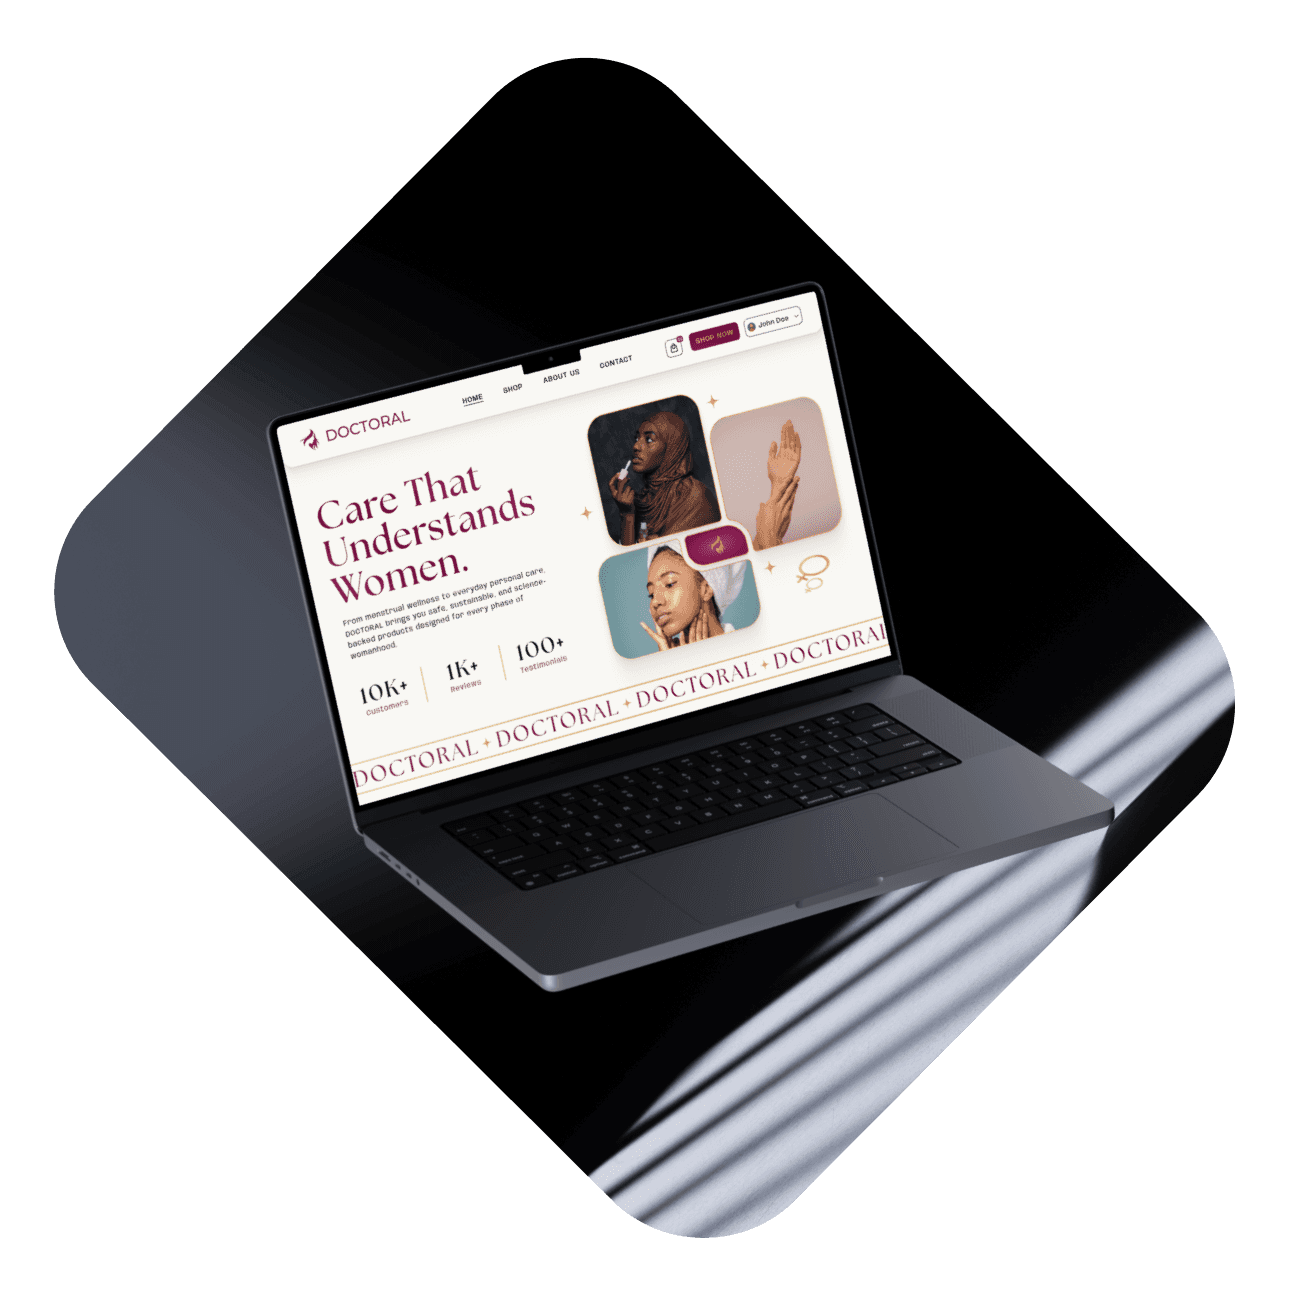 DOCTORAL
HOME SHOP ABOUT US CONTACT
SHOP NOW
John Doe
Care That
Understands
Women.
From menstrual wellness to everyday personal care,
DOCTORAL brings you safe, sustainable, and science-
backed products designed for every phase of
womanhood.
10K+ 1K+ 100+
Customers Reviews Testimonials
DOCTORAL DOCTORAL DOCTORAL DOCTORAL